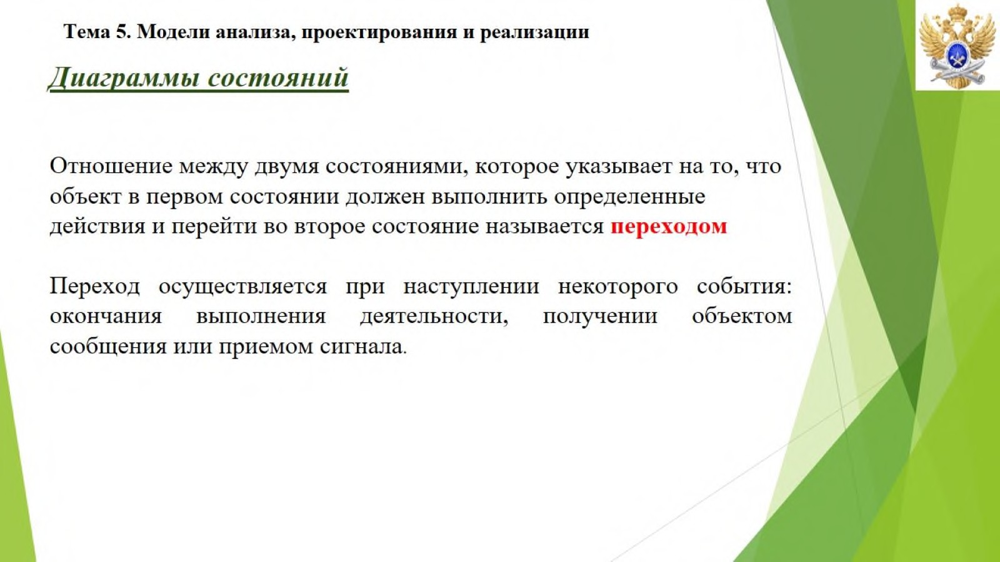 Тема 5. Модели анализа, проектирования и реализации
Диаграммы состояний
Отношение между двумя состояниями, которое указывает на то, что
объект в первом состоянии должен выполнить определенные
действия и перейти во второе состояние называется переходом
Переход осуществляется при наступлении некоторого события:
окончания выполнения деятельности, получении объектом
сообщения или приемом сигнала.